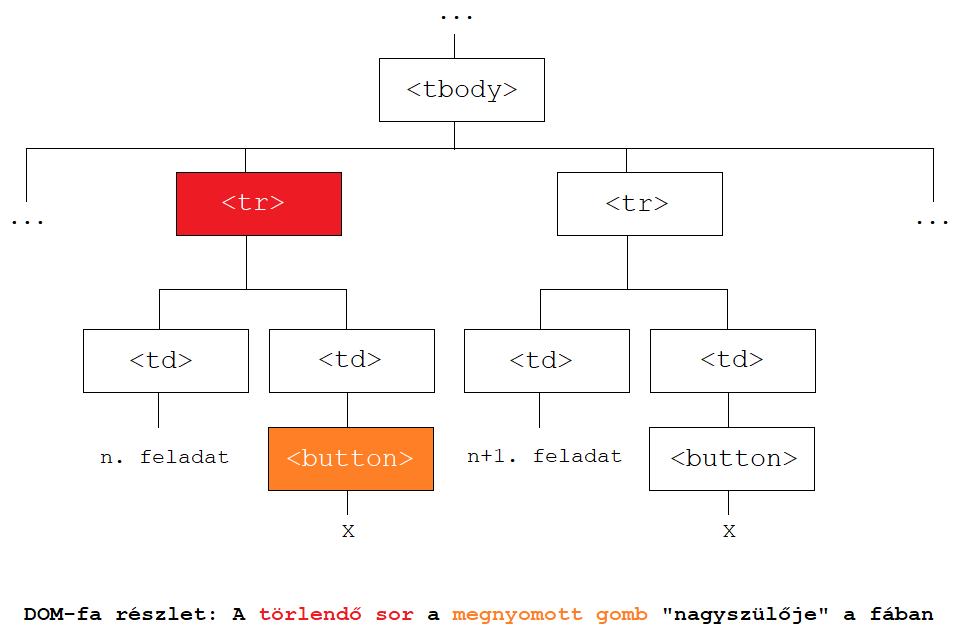 ...
<tbody>
... <tr> <tr> ...
<td> <td> <td> <td>
n. feladat <button> n+1. feladat <button>
X X
DOM-fa részlet: A törlendő sor a megnyomott gomb "nagyszülője" a fában